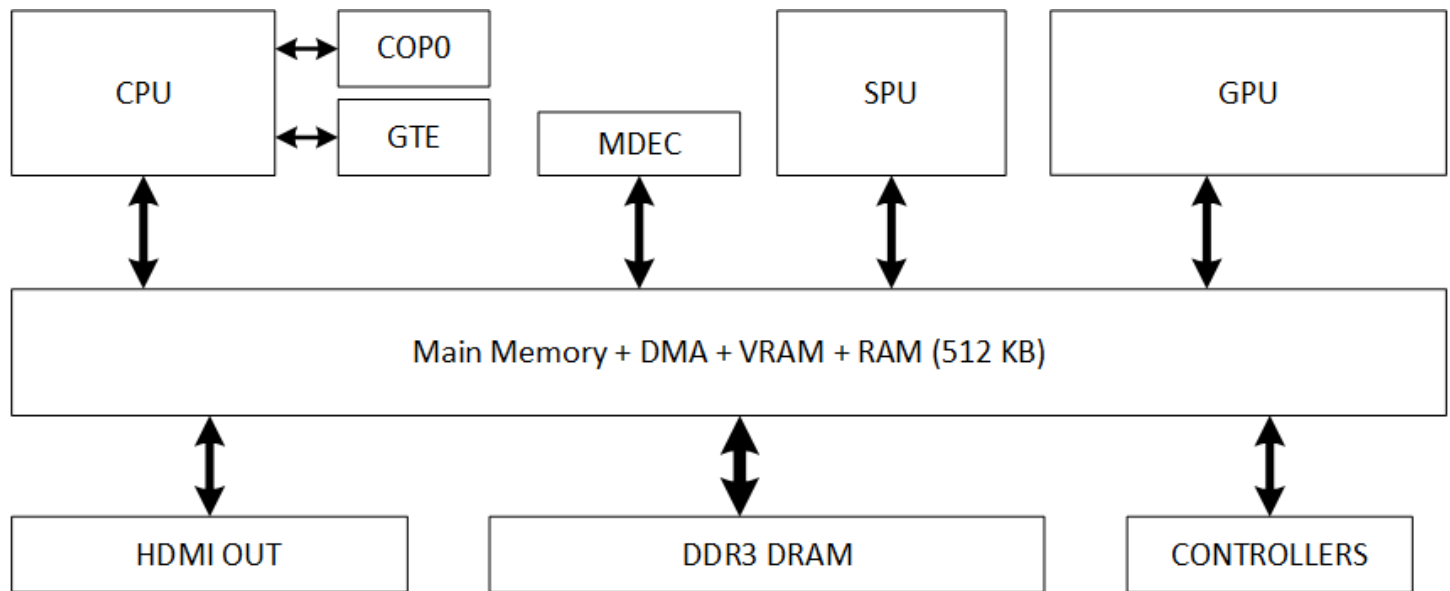 CPU
COP0
GTE
MDEC
SPU
GPU
Main Memory + DMA + VRAM + RAM (512 KB)
HDMI OUT
DDR3 DRAM
CONTROLLERS